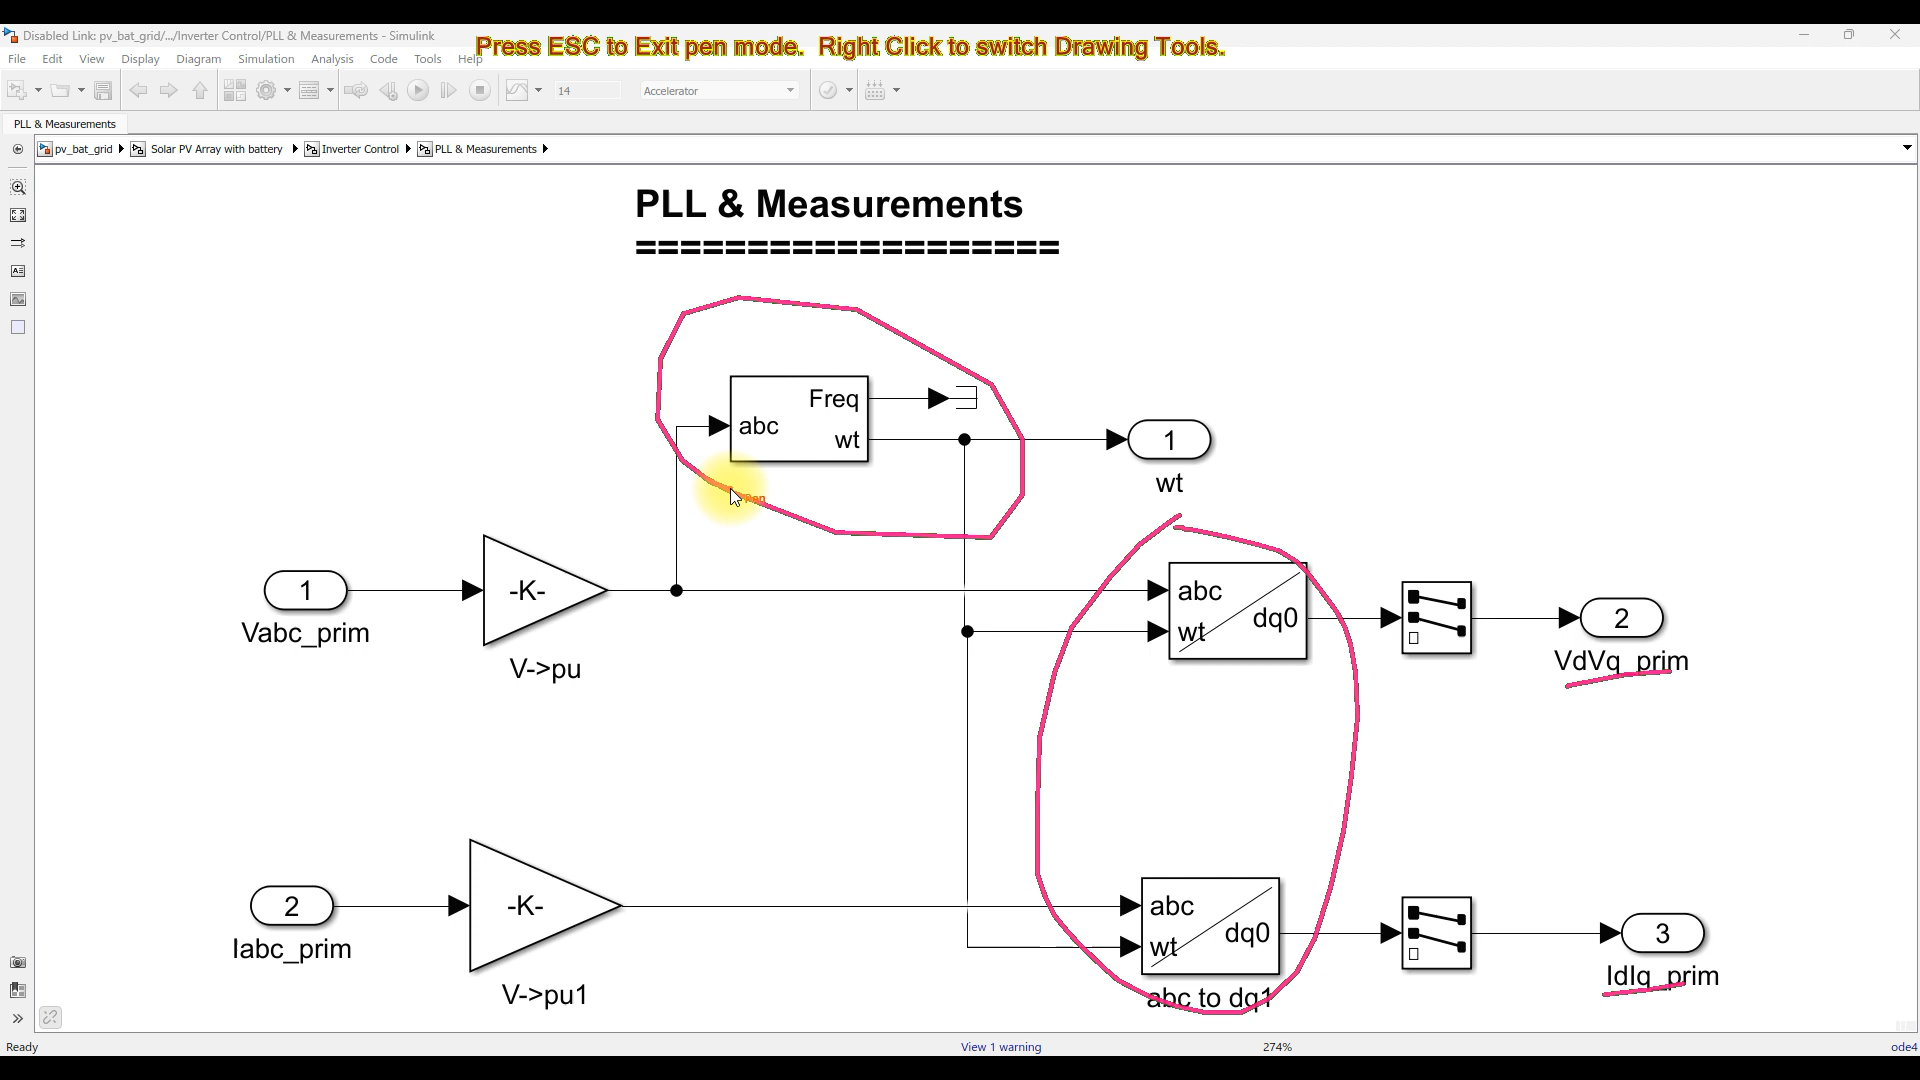 Disabled Link: pv_bat_grid/.../Inverter Control/PLL & Measurements - Simulink
Press ESC to Exit pen mode. Right Click to switch Drawing Tools.
File Edit View Display Diagram Simulation Analysis Code Tools Help
14 Accelerator
PLL & Measurements
pv_bat_grid Solar PV Array with battery Inverter Control PLL & Measurements
PLL & Measurements
===================
Freq
abc
wt
1
wt
Pen
1
Vabc_prim
-K-
V->pu
abc
wt
dq0
2
VdVq_prim
2
Iabc_prim
-K-
V->pu1
abc
wt
dq0
abc to dq1
3
IdIq_prim
Ready View 1 warning 274% ode4